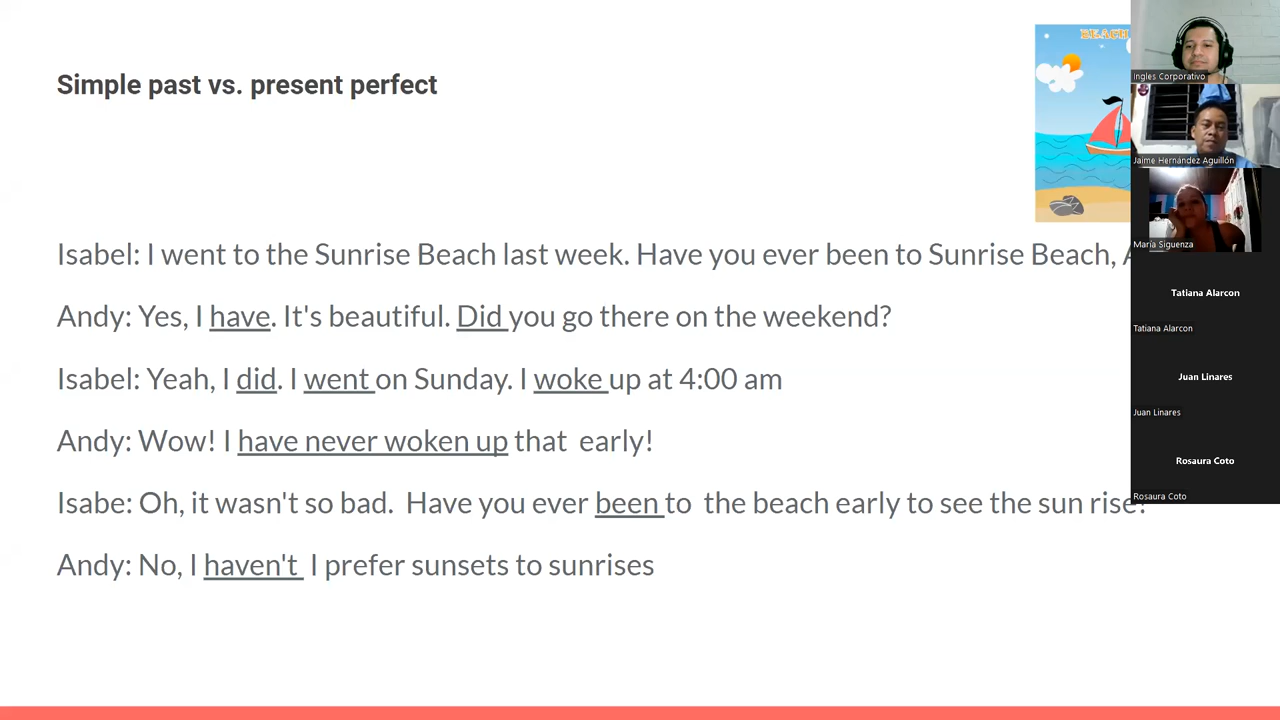 Simple past vs. present perfect
BEACH
Isabel: I went to the Sunrise Beach last week. Have you ever been to Sunrise Beach,
Andy: Yes, I have. It's beautiful. Did you go there on the weekend?
Isabel: Yeah, I did. I went on Sunday. I woke up at 4:00 am
Andy: Wow! I have never woken up that early!
Isabe: Oh, it wasn't so bad. Have you ever been to the beach early to see the sun rise?
Andy: No, I haven't I prefer sunsets to sunrises
Ingles Corporativo
Jaime Hernández Aguillón
María Siguenza
Tatiana Alarcon
Tatiana Alarcon
Juan Linares
Juan Linares
Rosaura Coto
Rosaura Coto